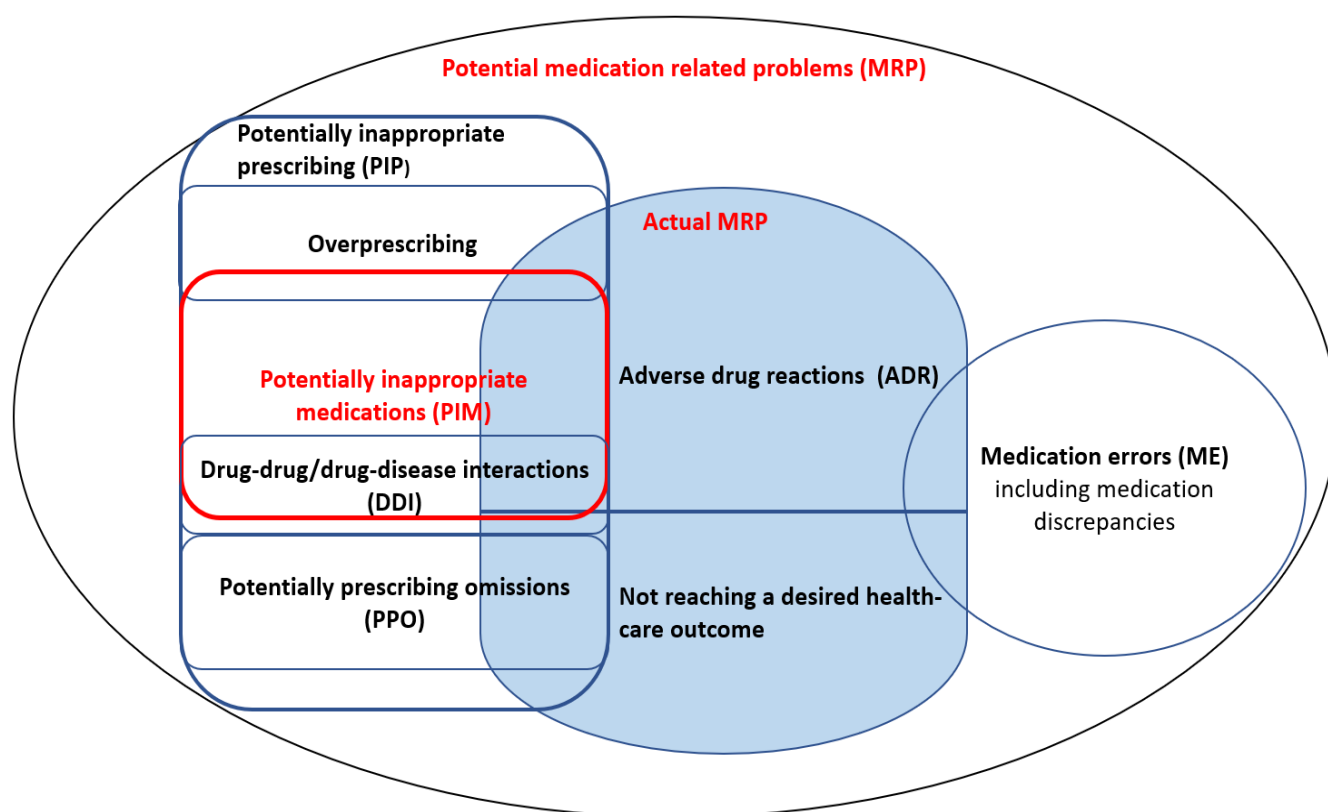 Potential medication related problems (MRP)
Potentially inappropriate
prescribing (PIP)
Overprescribing
Actual MRP
Potentially inappropriate
medications (PIM)
Adverse drug reactions  (ADR)
Drug-drug/drug-disease interactions
(DDI)
Medication errors (ME)
including medication
discrepancies
Potentially prescribing omissions
(PPO)
Not reaching a desired health-
care outcome